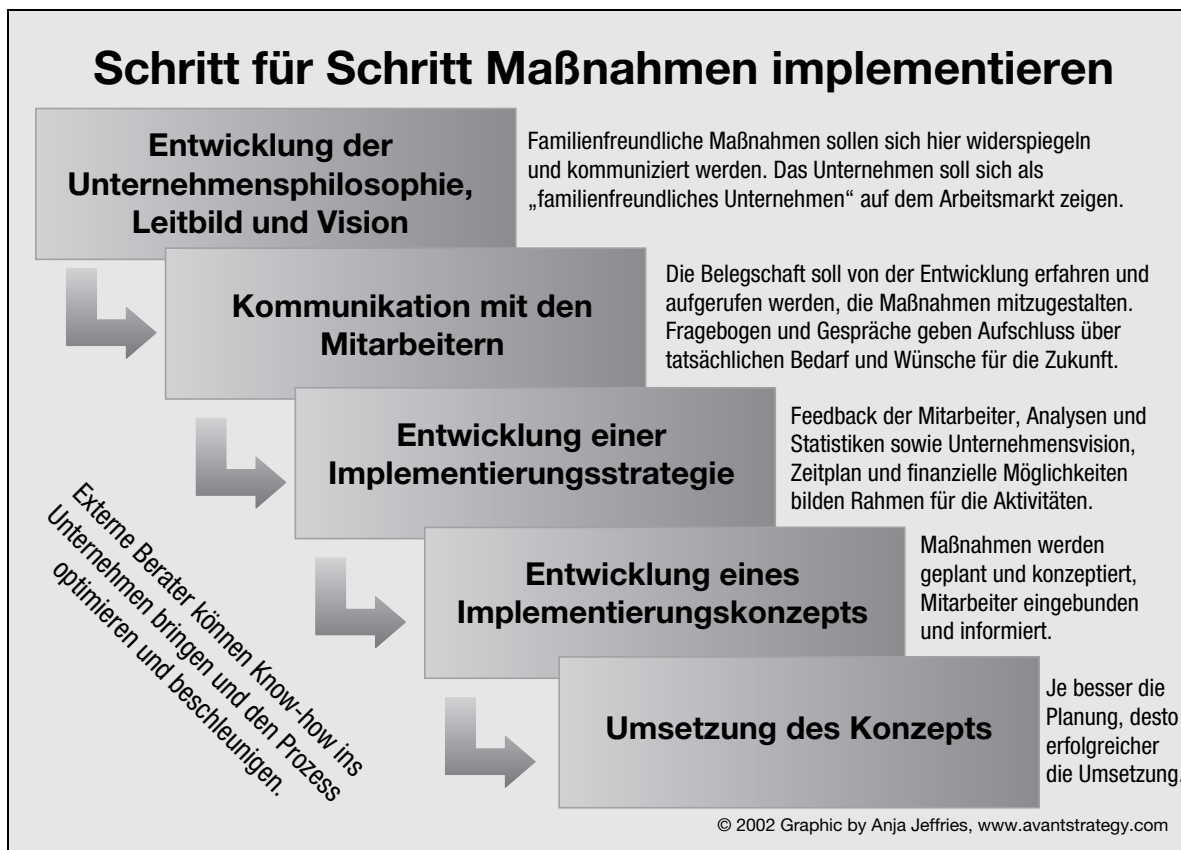 Schritt für Schritt Maßnahmen implementieren
Entwicklung der
Unternehmensphilosophie,
Leitbild und Vision
Familienfreundliche Maßnahmen sollen sich hier widerspiegeln
und kommuniziert werden. Das Unternehmen soll sich als
„familienfreundliches Unternehmen“ auf dem Arbeitsmarkt zeigen.
Kommunikation mit den
Mitarbeitern
Die Belegschaft soll von der Entwicklung erfahren und
aufgerufen werden, die Maßnahmen mitzugestalten.
Fragebogen und Gespräche geben Aufschluss über
tatsächlichen Bedarf und Wünsche für die Zukunft.
Entwicklung einer
Implementierungsstrategie
Feedback der Mitarbeiter, Analysen und
Statistiken sowie Unternehmensvision,
Zeitplan und finanzielle Möglichkeiten
bilden Rahmen für die Aktivitäten.
Entwicklung eines
Implementierungskonzepts
Maßnahmen werden
geplant und konzeptiert,
Mitarbeiter eingebunden
und informiert.
Umsetzung des Konzepts
Je besser die
Planung, desto
erfolgreicher
die Umsetzung.
Externe Berater können Know-how ins
Unternehmen bringen und den Prozess
optimieren und beschleunigen.
© 2002 Graphic by Anja Jeffries, www.avantstrategy.com